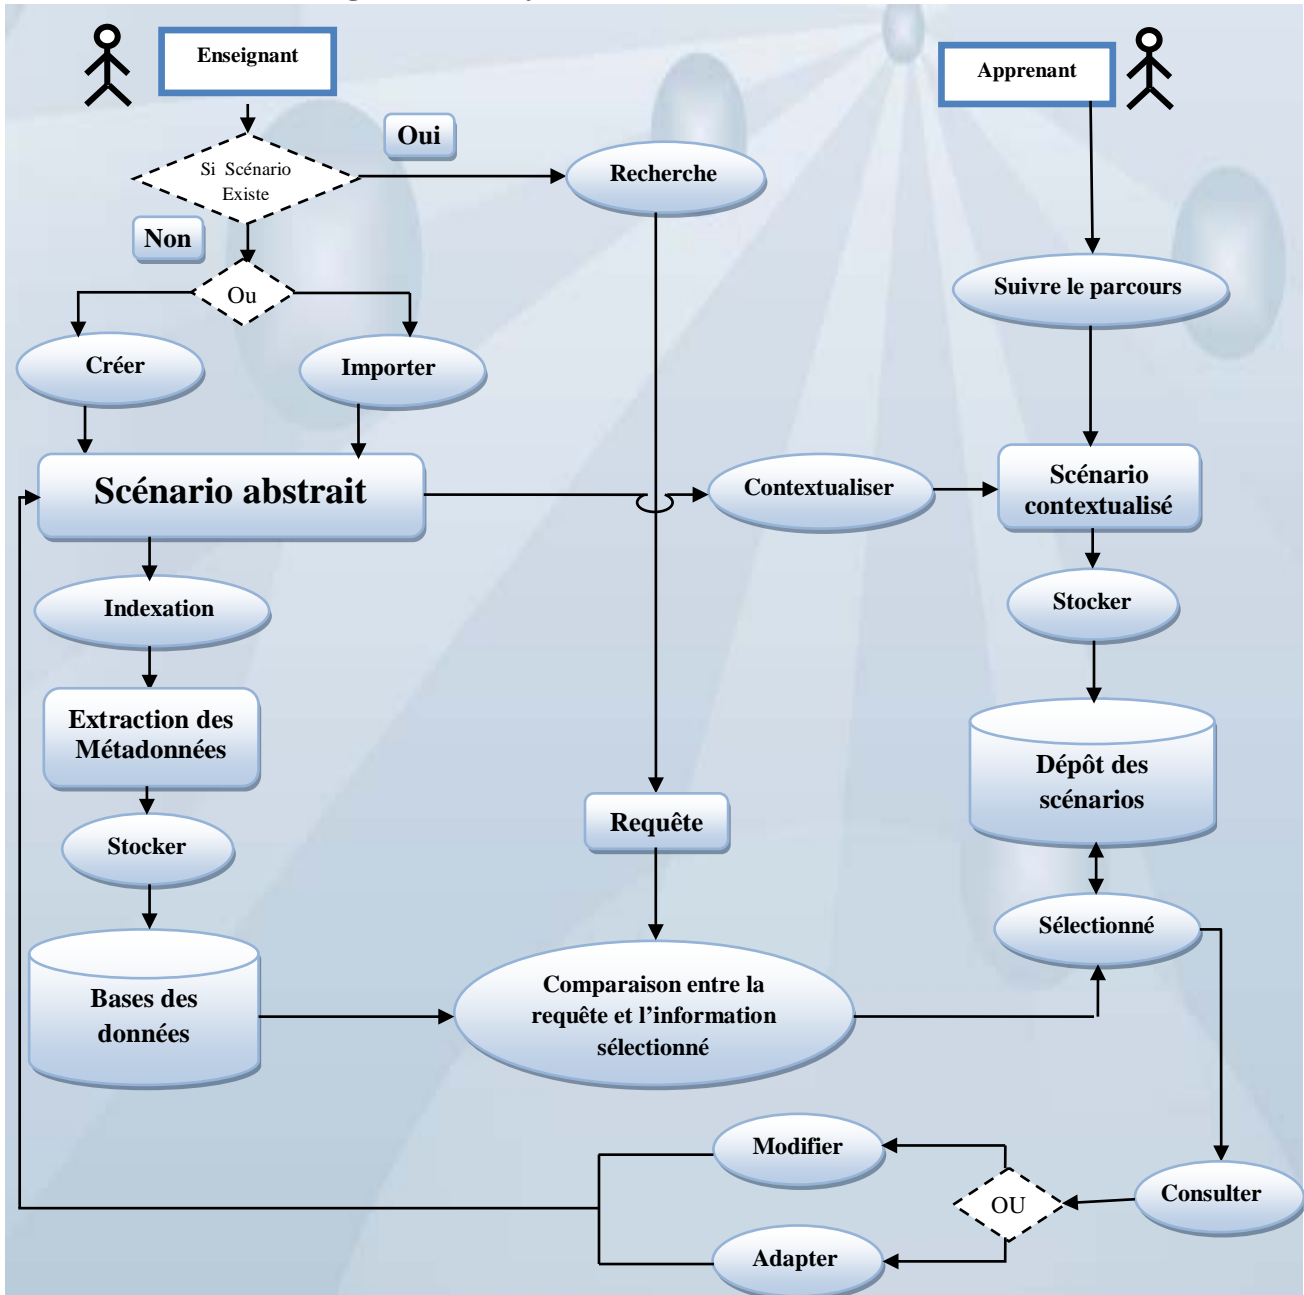 Enseignant
Apprenant
Oui
Si Scénario
Existe
Recherche
Non
Ou
Suivre le parcours
Créer
Importer
Scénario abstrait
Contextualiser
Scénario
contextualisé
Indexation
Stocker
Extraction des
Métadonnées
Dépôt des
scénarios
Requête
Stocker
Sélectionné
Bases des
données
Comparaison entre la
requête et l’information
sélectionné
Modifier
OU
Consulter
Adapter